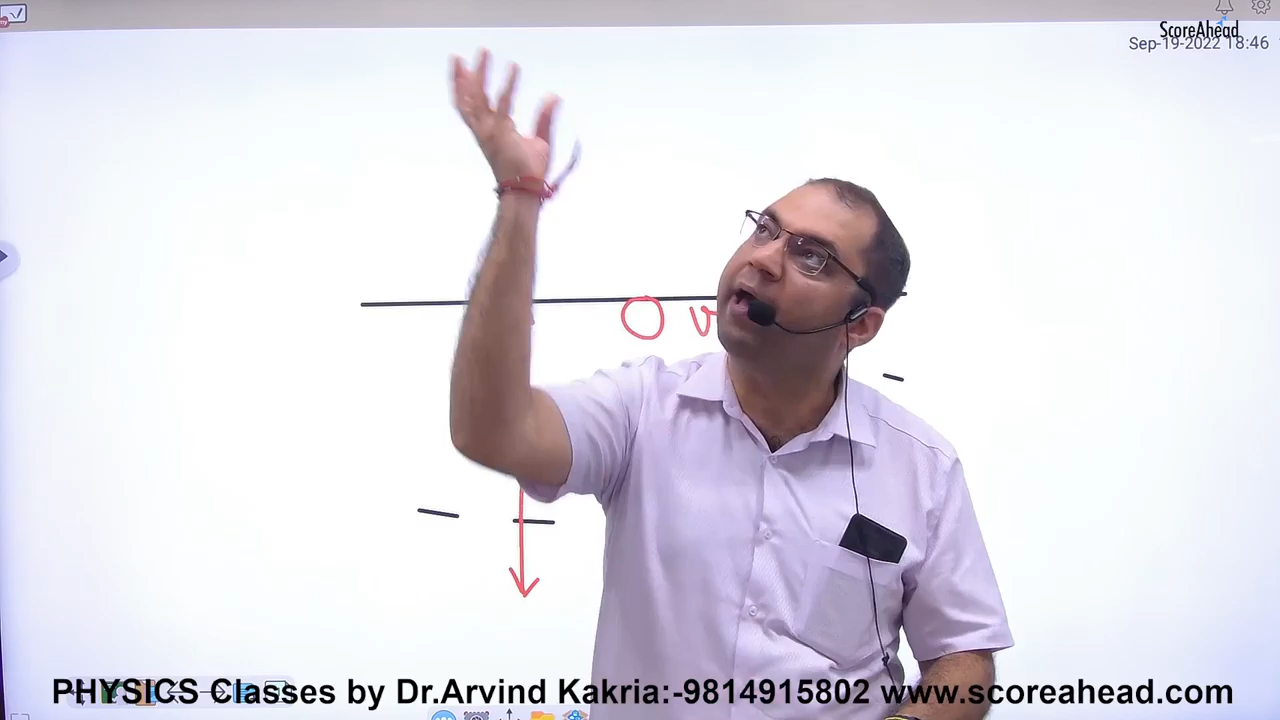 ScoreAhead
Sep-19-2022 18:46
v
PHYSICS Classes by Dr.Arvind Kakria:-9814915802 www.scoreahead.com